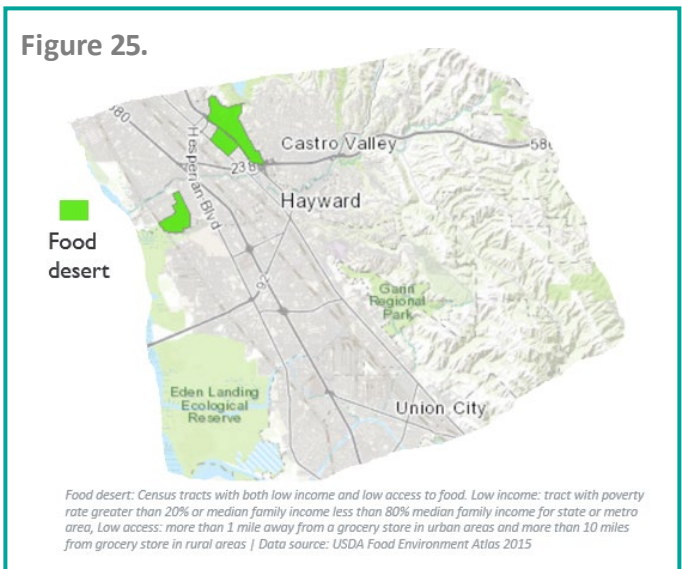 Figure 25.
880
Hesperian Blvd
Castro Valley
580
238
Hayward
Food
desert
92
Garin
Regional
Park
Eden Landing
Ecological
Reserve
Union City
Food desert: Census tracts with both low income and low access to food. Low income: tract with poverty
rate greater than 20% or median family income less than 80% median family income for state or metro
area, Low access: more than 1 mile away from a grocery store in urban areas and more than 10 miles
from grocery store in rural areas | Data source: USDA Food Environment Atlas 2015